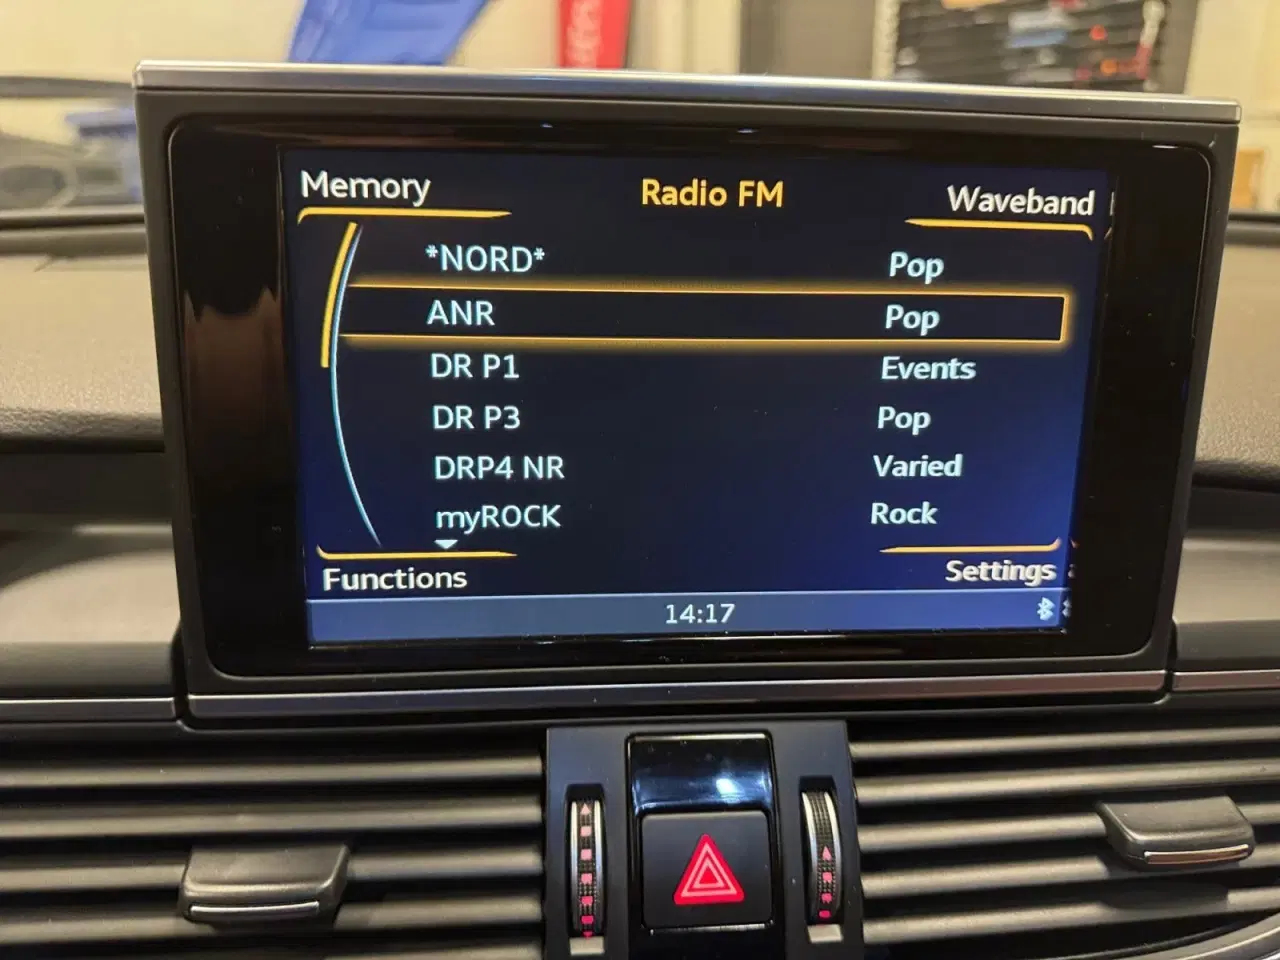 Memory Radio FM Waveband
*NORD* Pop
ANR Pop
DR P1 Events
DR P3 Pop
DRP4 NR Varied
myROCK Rock
Functions Settings
14:17